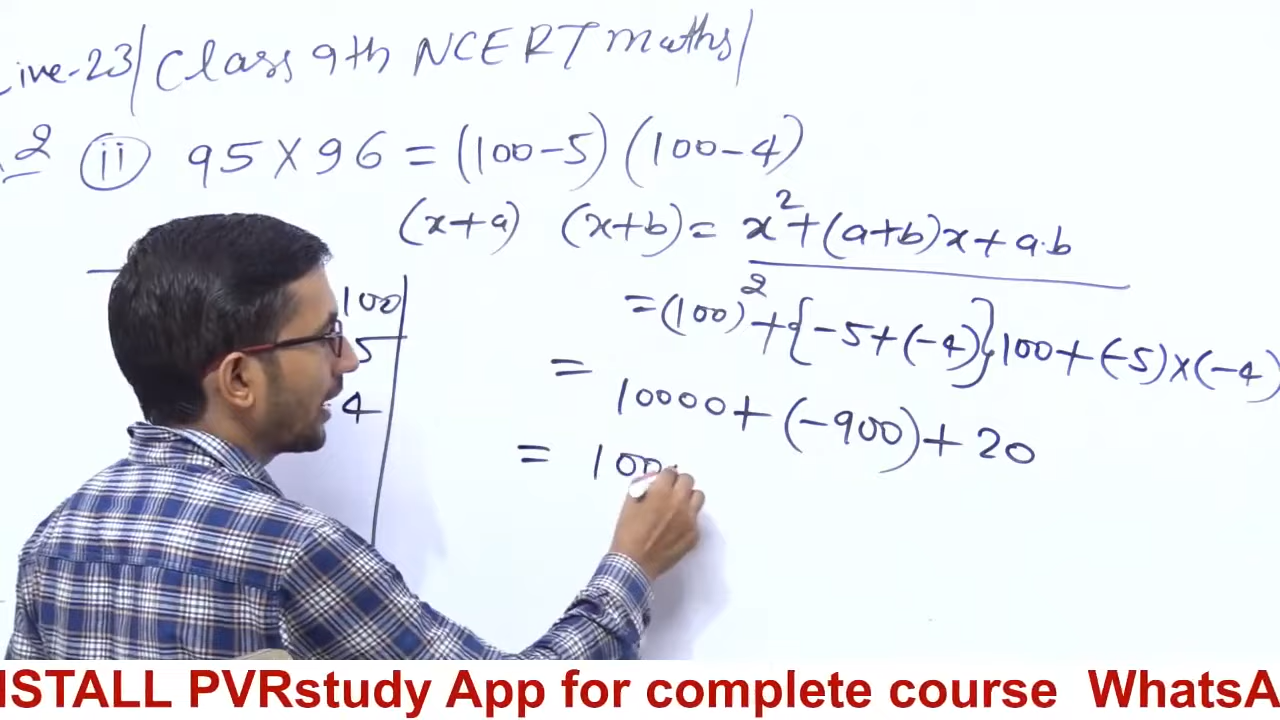 ive-23/Class 9th NCERT maths/
2 (ii) 95×96 = (100-5) (100-4)
(x+a) (x+b) = x²+(a+b)x+a.b
=(100)²+{-5+(-4)}100+(-5)×(-4)
100
5
4
= 10000+(-900)+20
= 100
NSTALL PVRstudy App for complete course WhatsA